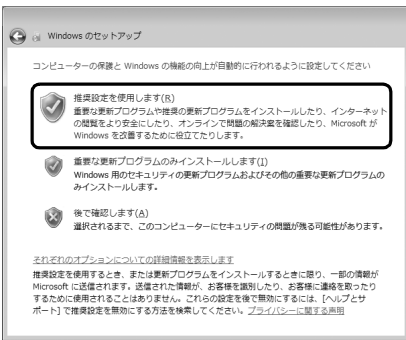 Windows のセットアップ
コンピューターの保護と Windows の機能の向上が自動的に行われるように設定してください
推奨設定を使用します(R)
重要な更新プログラムや推奨の更新プログラムをインストールしたり、インターネット
の閲覧をより安全にしたり、オンラインで問題の解決策を確認したり、Microsoft が
Windows を改善するために役立てたりします。
重要な更新プログラムのみインストールします(I)
Windows 用のセキュリティの更新プログラムおよびその他の重要な更新プログラムの
みインストールします。
後で確認します(A)
選択されるまで、このコンピューターにセキュリティの問題が残る可能性があります。
それぞれのオプションについての詳細情報を表示します
推奨設定を使用するとき、または更新プログラムをインストールするときに限り、一部の情報が
Microsoft に送信されます。送信された情報が、お客様を識別したり、お客様に連絡を取ったり
するために使用されることはありません。これらの設定を後で無効にするには、[ヘルプとサ
ポート] で推奨設定を無効にする方法を検索してください。プライバシーに関する声明